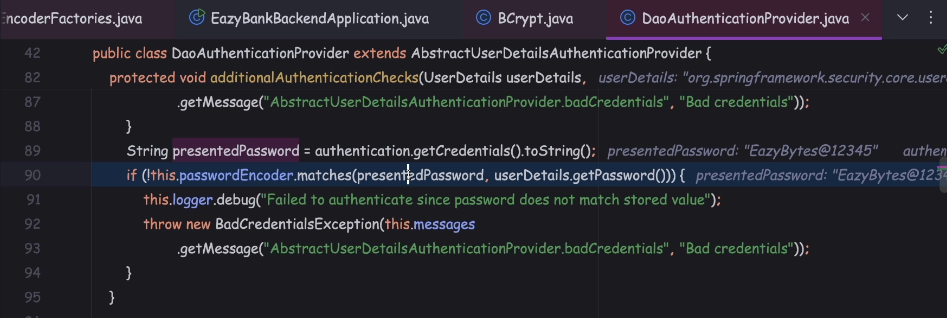 ncoderFactories.java EazyBankBackendApplication.java BCrypt.java DaoAuthenticationProvider.java
42 public class DaoAuthenticationProvider extends AbstractUserDetailsAuthenticationProvider {
82 protected void additionalAuthenticationChecks(UserDetails userDetails, userDetails: "org.springframework.security.core.user
87 .getMessage("AbstractUserDetailsAuthenticationProvider.badCredentials", "Bad credentials"));
88 }
89 String presentedPassword = authentication.getCredentials().toString(); presentedPassword: "EazyBytes@12345" authen
90 if (!this.passwordEncoder.matches(presentedPassword, userDetails.getPassword())) { presentedPassword: "EazyBytes@1234
91 this.logger.debug("Failed to authenticate since password does not match stored value");
92 throw new BadCredentialsException(this.messages
93 .getMessage("AbstractUserDetailsAuthenticationProvider.badCredentials", "Bad credentials"));
94 }
95 }